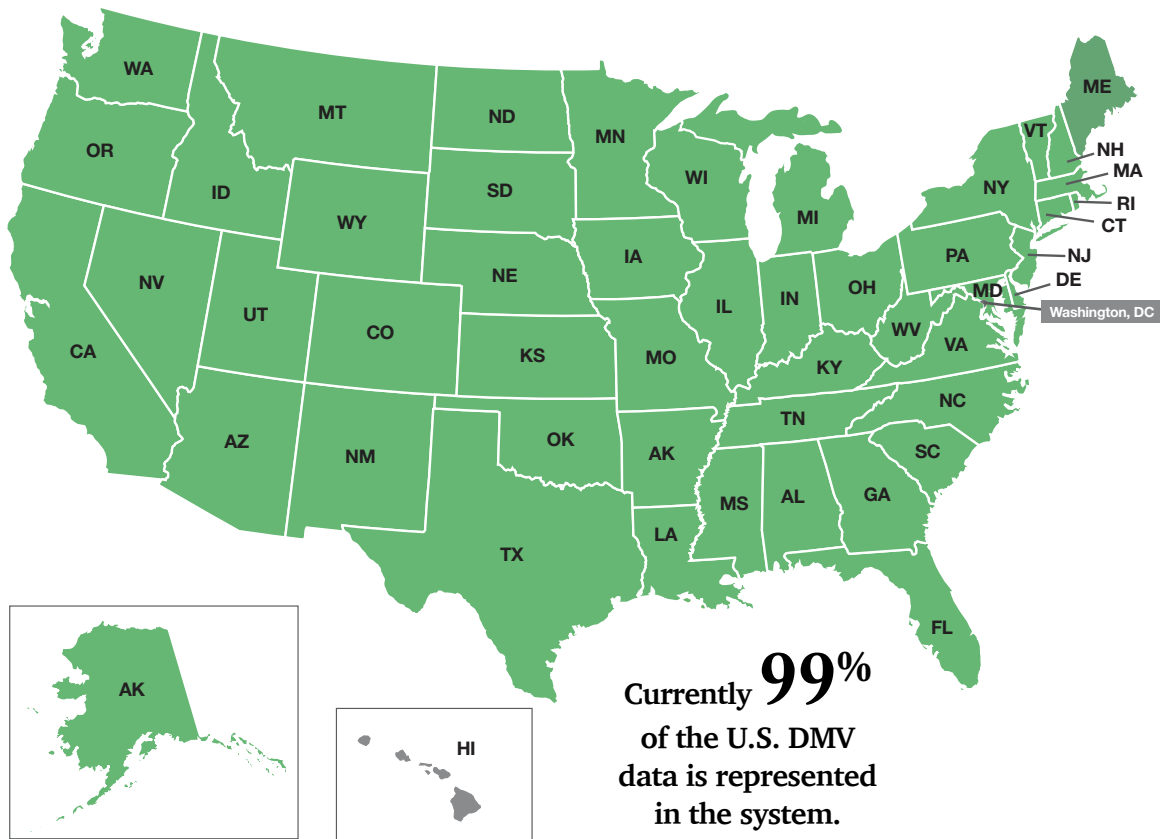 WA
MT
ND
MN
ME
OR
ID
SD
WI
VT
NH
MA
NY
RI
CT
WY
MI
IA
PA
NJ
NV
NE
DE
UT
CO
IL
IN
OH
MD
Washington, DC
WV
VA
CA
KS
MO
KY
NC
TN
AZ
NM
OK
AK
SC
MS
AL
GA
LA
TX
FL
AK
HI
Currently 99%
of the U.S. DMV
data is represented
in the system.